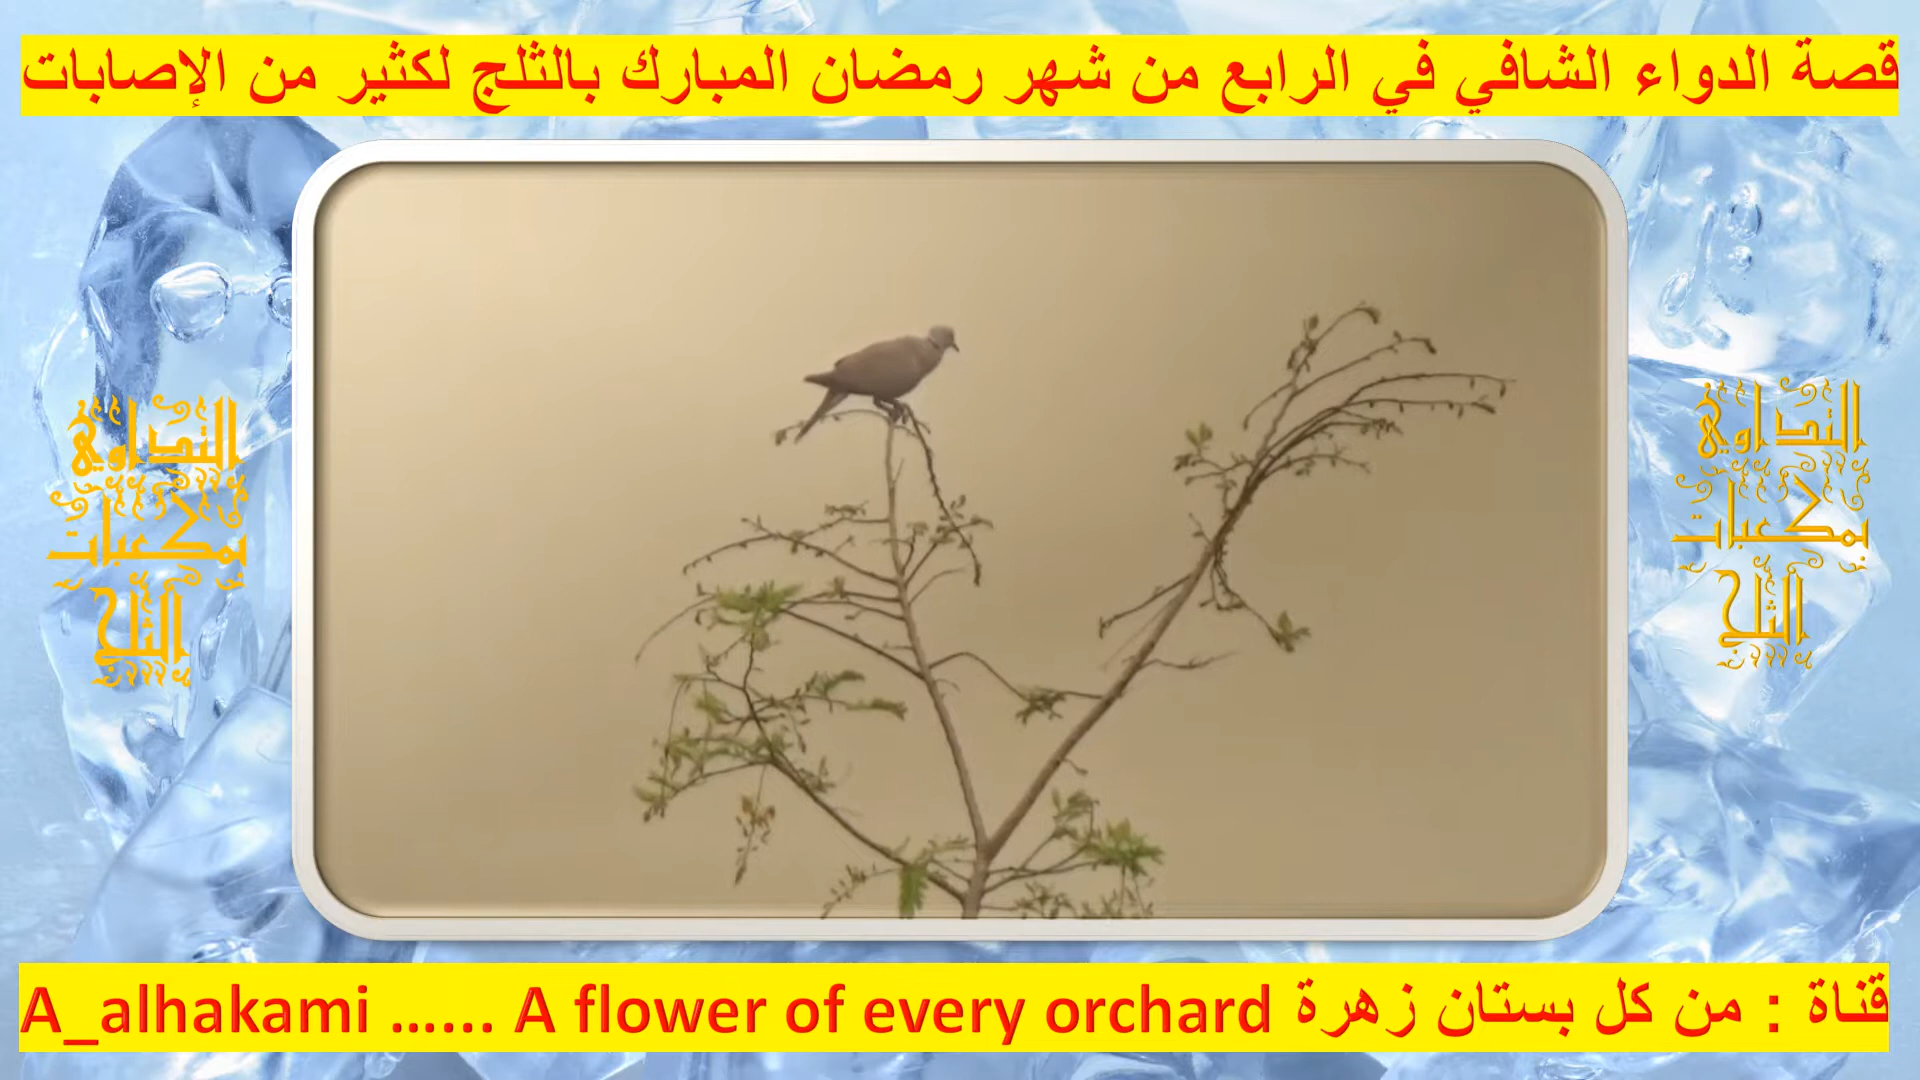 قصة الدواء الشافي في الرابع من شهر رمضان المبارك بالثلج لكثير من الإصابات
التداوي
بمكعبات
الثلج
التداوي
بمكعبات
الثلج
قناة : من كل بستان زهرة A_alhakami ...... A flower of every orchard